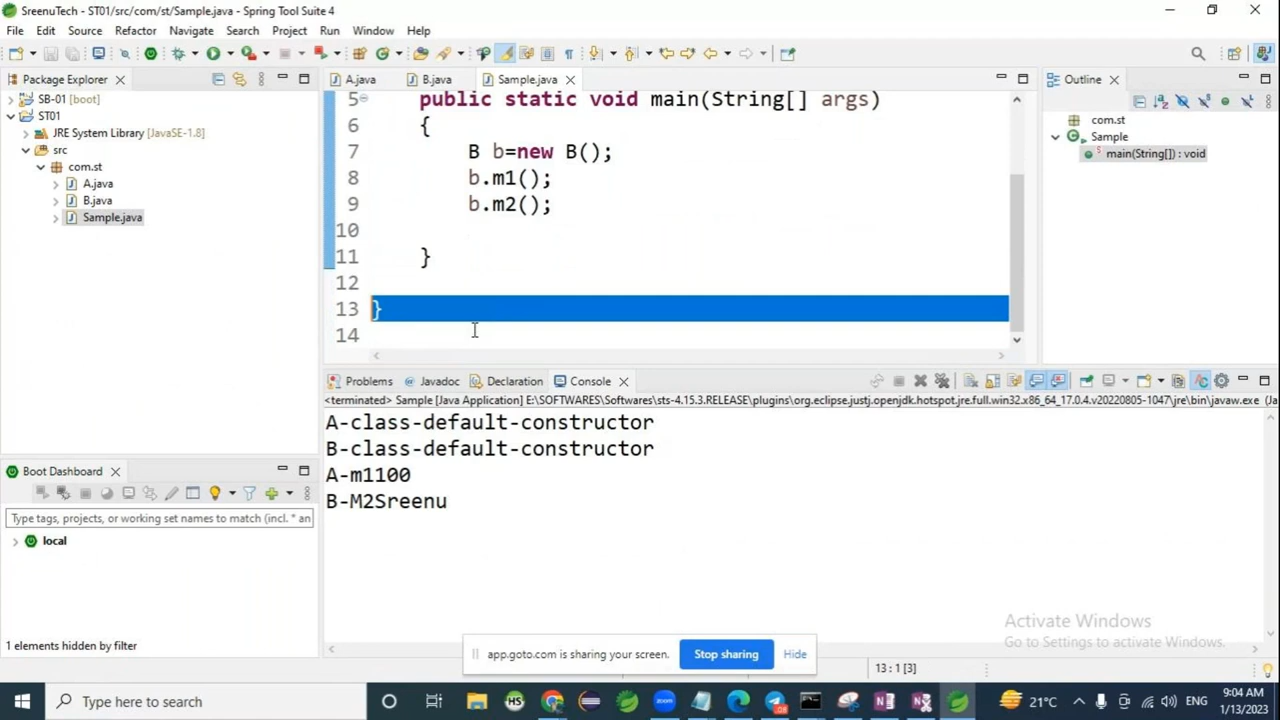 SreenuTech - ST01/src/com/st/Sample.java - Spring Tool Suite 4
File Edit Source Refactor Navigate Search Project Run Window Help
Package Explorer
A.java
B.java
Sample.java
Outline
SB-01 [boot]
ST01
JRE System Library [JavaSE-1.8]
src
com.st
A.java
B.java
Sample.java
5 public static void main(String[] args)
6 {
7 B b=new B();
8 b.m1();
9 b.m2();
10
11 }
12
13 }
14
com.st
Sample
main(String[]) : void
Problems
Javadoc
Declaration
Console
<terminated> Sample [Java Application] E:\SOFTWARES\Softwares\sts-4.15.3.RELEASE\plugins\org.eclipse.justj.openjdk.hotspot.jre.full.win32.x86_64_17.0.4.v20220805-1047\jre\bin\javaw.exe (Ja
A-class-default-constructor
B-class-default-constructor
A-m1100
B-M2Sreenu
Boot Dashboard
Type tags, projects, or working set names to match (incl. * an
local
1 elements hidden by filter
Activate Windows
Go to Settings to activate Windows.
app.goto.com is sharing your screen.
Stop sharing
Hide
13 : 1 [3]
Type here to search
21°C
ENG
9:04 AM
1/13/2023